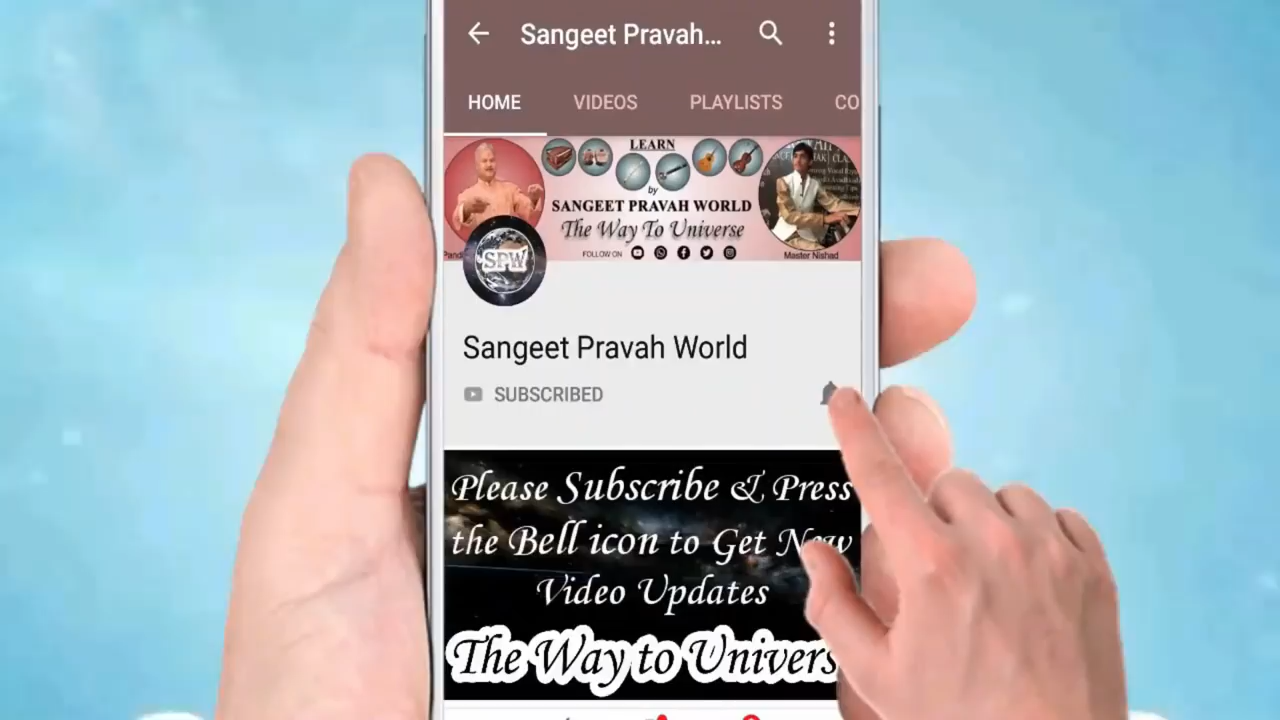 Sangeet Pravah...
HOME VIDEOS PLAYLISTS CO
LEARN
by
SANGEET PRAVAH WORLD
The Way To Universe
FOLLOW ON
Master Nishad
SPW
Sangeet Pravah World
SUBSCRIBED
Please Subscribe & Press
the Bell icon to Get New
Video Updates
The Way to Univers